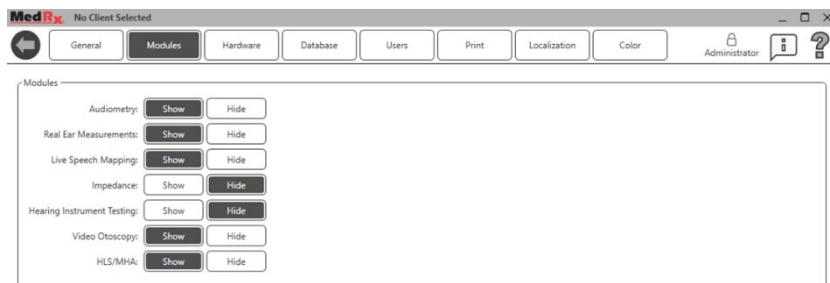 MedRx No Client Selected
General Modules Hardware Database Users Print Localization Color Administrator i ?
Modules
Audiometry: Show Hide
Real Ear Measurements: Show Hide
Live Speech Mapping: Show Hide
Impedance: Show Hide
Hearing Instrument Testing: Show Hide
Video Otoscopy: Show Hide
HLS/MHA: Show Hide